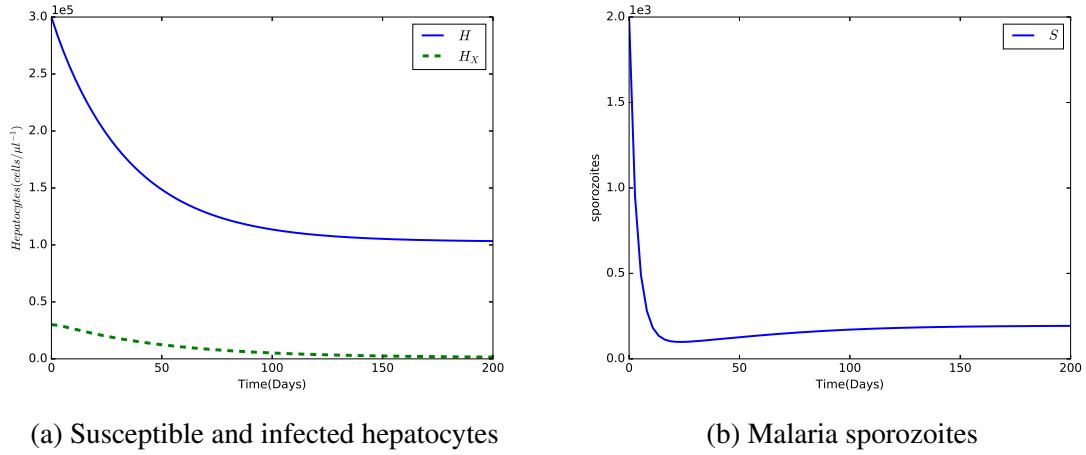 1e5
3.0
2.5
2.0
1.5
1.0
0.5
0.0
Hepatocytes(cells/μl⁻¹)
0 50 100 150 200
Time(Days)
H
H_X
(a) Susceptible and infected hepatocytes
1e3
2.0
1.5
1.0
0.5
0.0
sporozoites
0 50 100 150 200
Time(Days)
S
(b) Malaria sporozoites